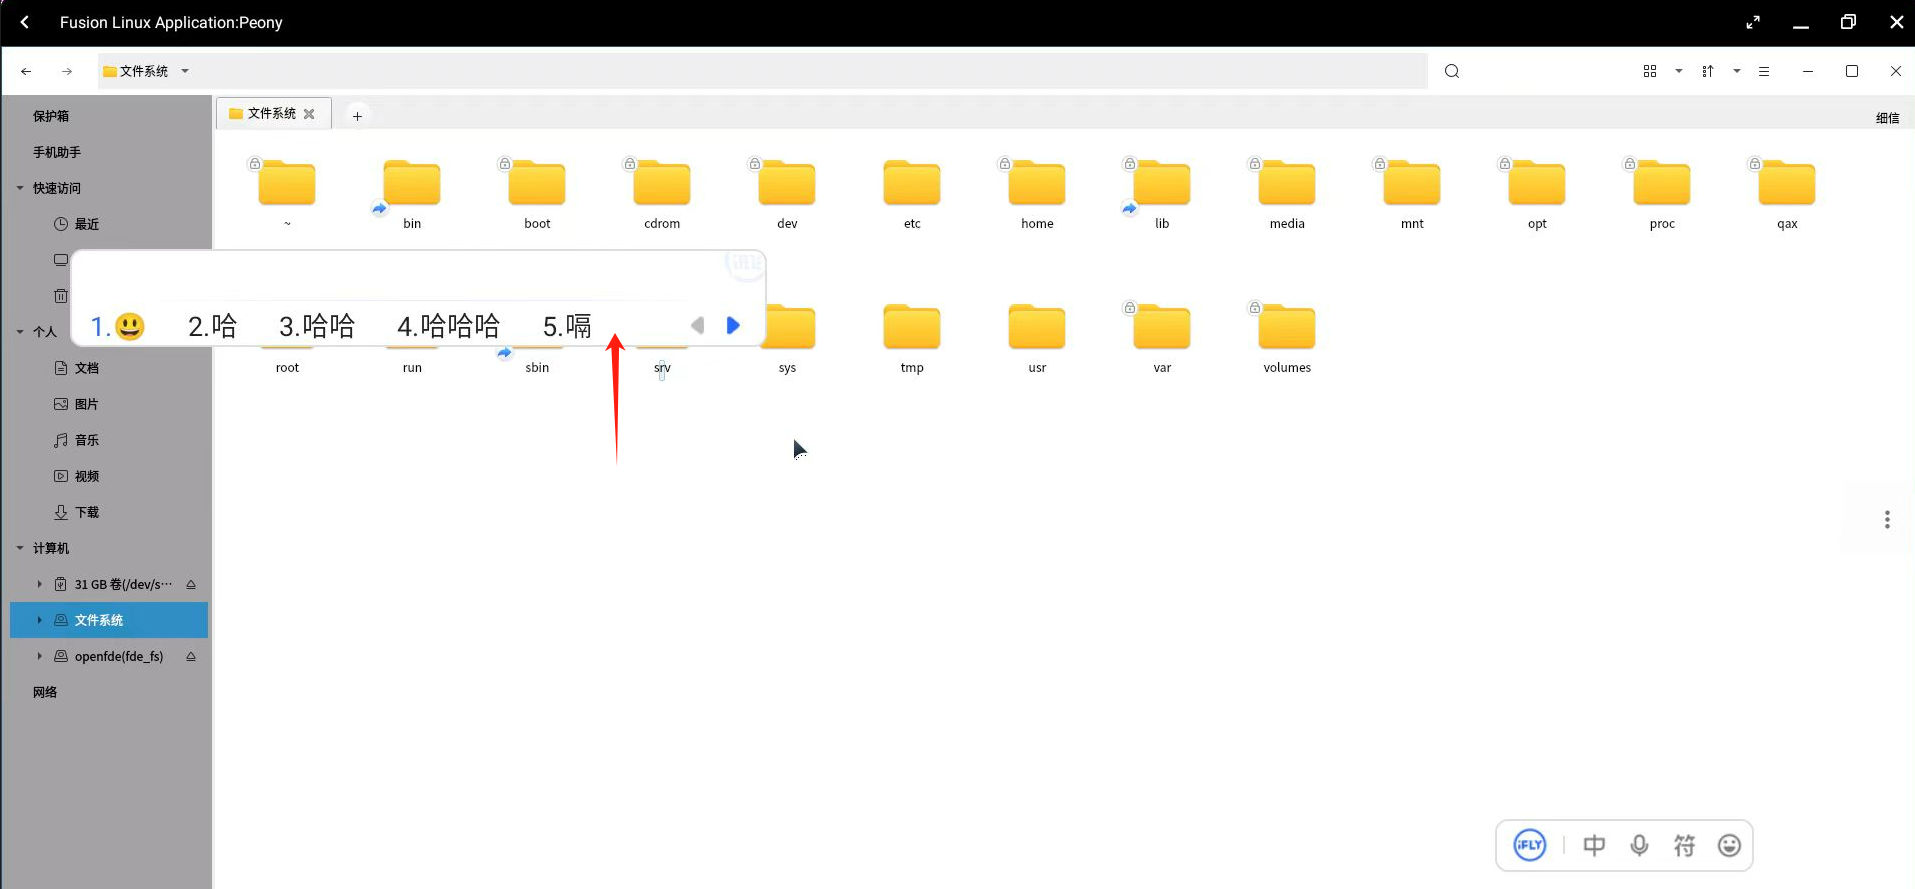 Fusion Linux Application:Peony
文件系统
保护箱
文件系统
细信
手机助手
快速访问
最近
~ bin boot cdrom dev etc home lib media mnt opt proc qax
1.😃 2.哈 3.哈哈 4.哈哈哈 5.嗝
个人
root run sbin srv sys tmp usr var volumes
文档
图片
音乐
视频
下载
计算机
31 GB 卷(/dev/s···
文件系统
openfde(fde_fs)
网络
iFLY 中 符